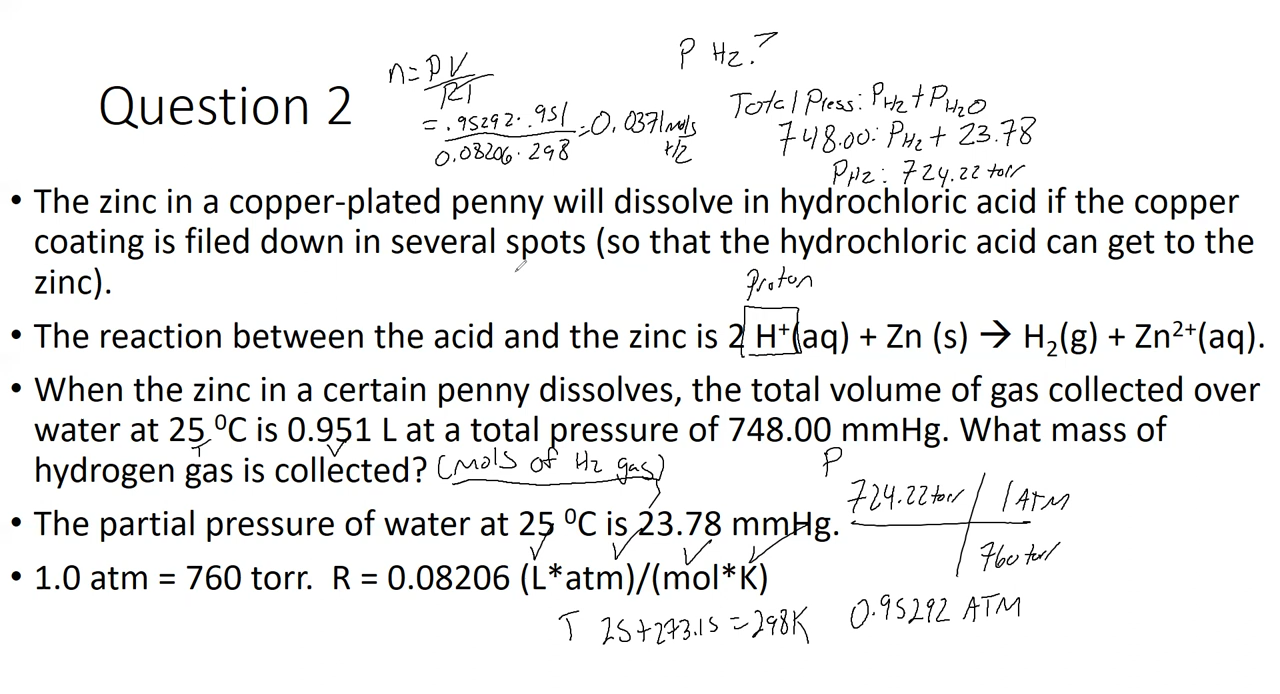 Question 2
n = PV
RT
= .95292 · .951
0.08206 · 298
= 0.0371 mols
H2
P H2 ?
Total Press: PH2 + PH2O
748.00: PH2 + 23.78
PH2: 724.22 torr
• The zinc in a copper-plated penny will dissolve in hydrochloric acid if the copper
coating is filed down in several spots (so that the hydrochloric acid can get to the
zinc).
Proton
• The reaction between the acid and the zinc is 2 H⁺(aq) + Zn (s) → H₂(g) + Zn²⁺(aq).
• When the zinc in a certain penny dissolves, the total volume of gas collected over
water at 25 ⁰C is 0.951 L at a total pressure of 748.00 mmHg. What mass of
T V P
hydrogen gas is collected? (mols of H2 gas)
724.22 torr | 1 ATM
760 torr
• The partial pressure of water at 25 ⁰C is 23.78 mmHg.
• 1.0 atm = 760 torr. R = 0.08206 (L*atm)/(mol*K)
T 25+273.15 = 298K
0.95292 ATM